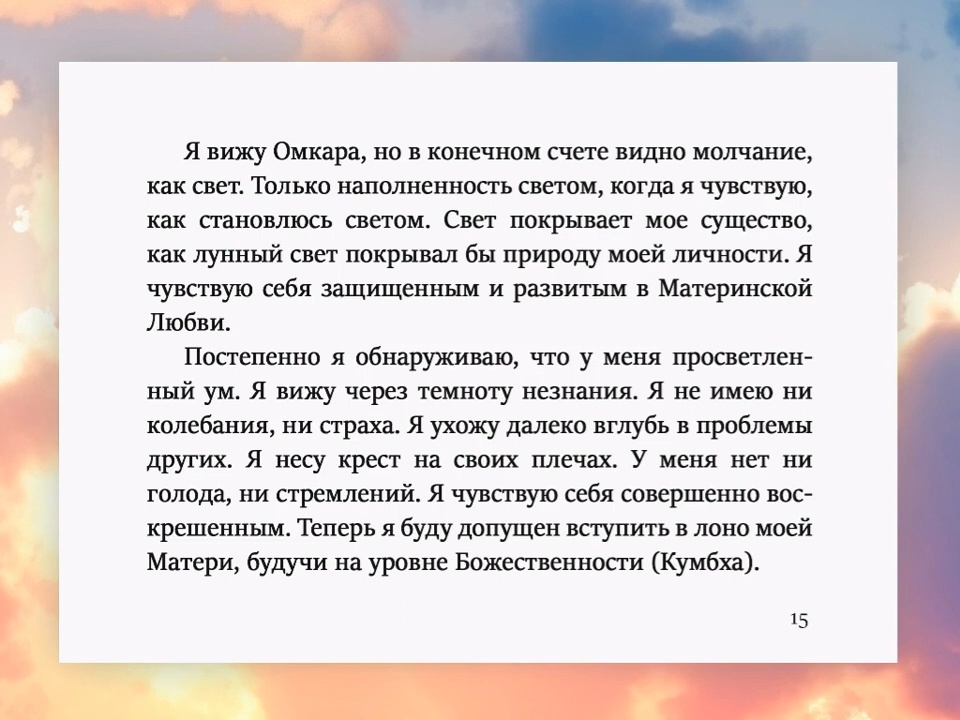 Я вижу Омкара, но в конечном счете видно молчание,
как свет. Только наполненность светом, когда я чувствую,
как становлюсь светом. Свет покрывает мое существо,
как лунный свет покрывал бы природу моей личности. Я
чувствую себя защищенным и развитым в Материнской
Любви.
Постепенно я обнаруживаю, что у меня просветлен-
ный ум. Я вижу через темноту незнания. Я не имею ни
колебания, ни страха. Я ухожу далеко вглубь в проблемы
других. Я несу крест на своих плечах. У меня нет ни
голода, ни стремлений. Я чувствую себя совершенно вос-
крешенным. Теперь я буду допущен вступить в лоно моей
Матери, будучи на уровне Божественности (Кумбха).
15